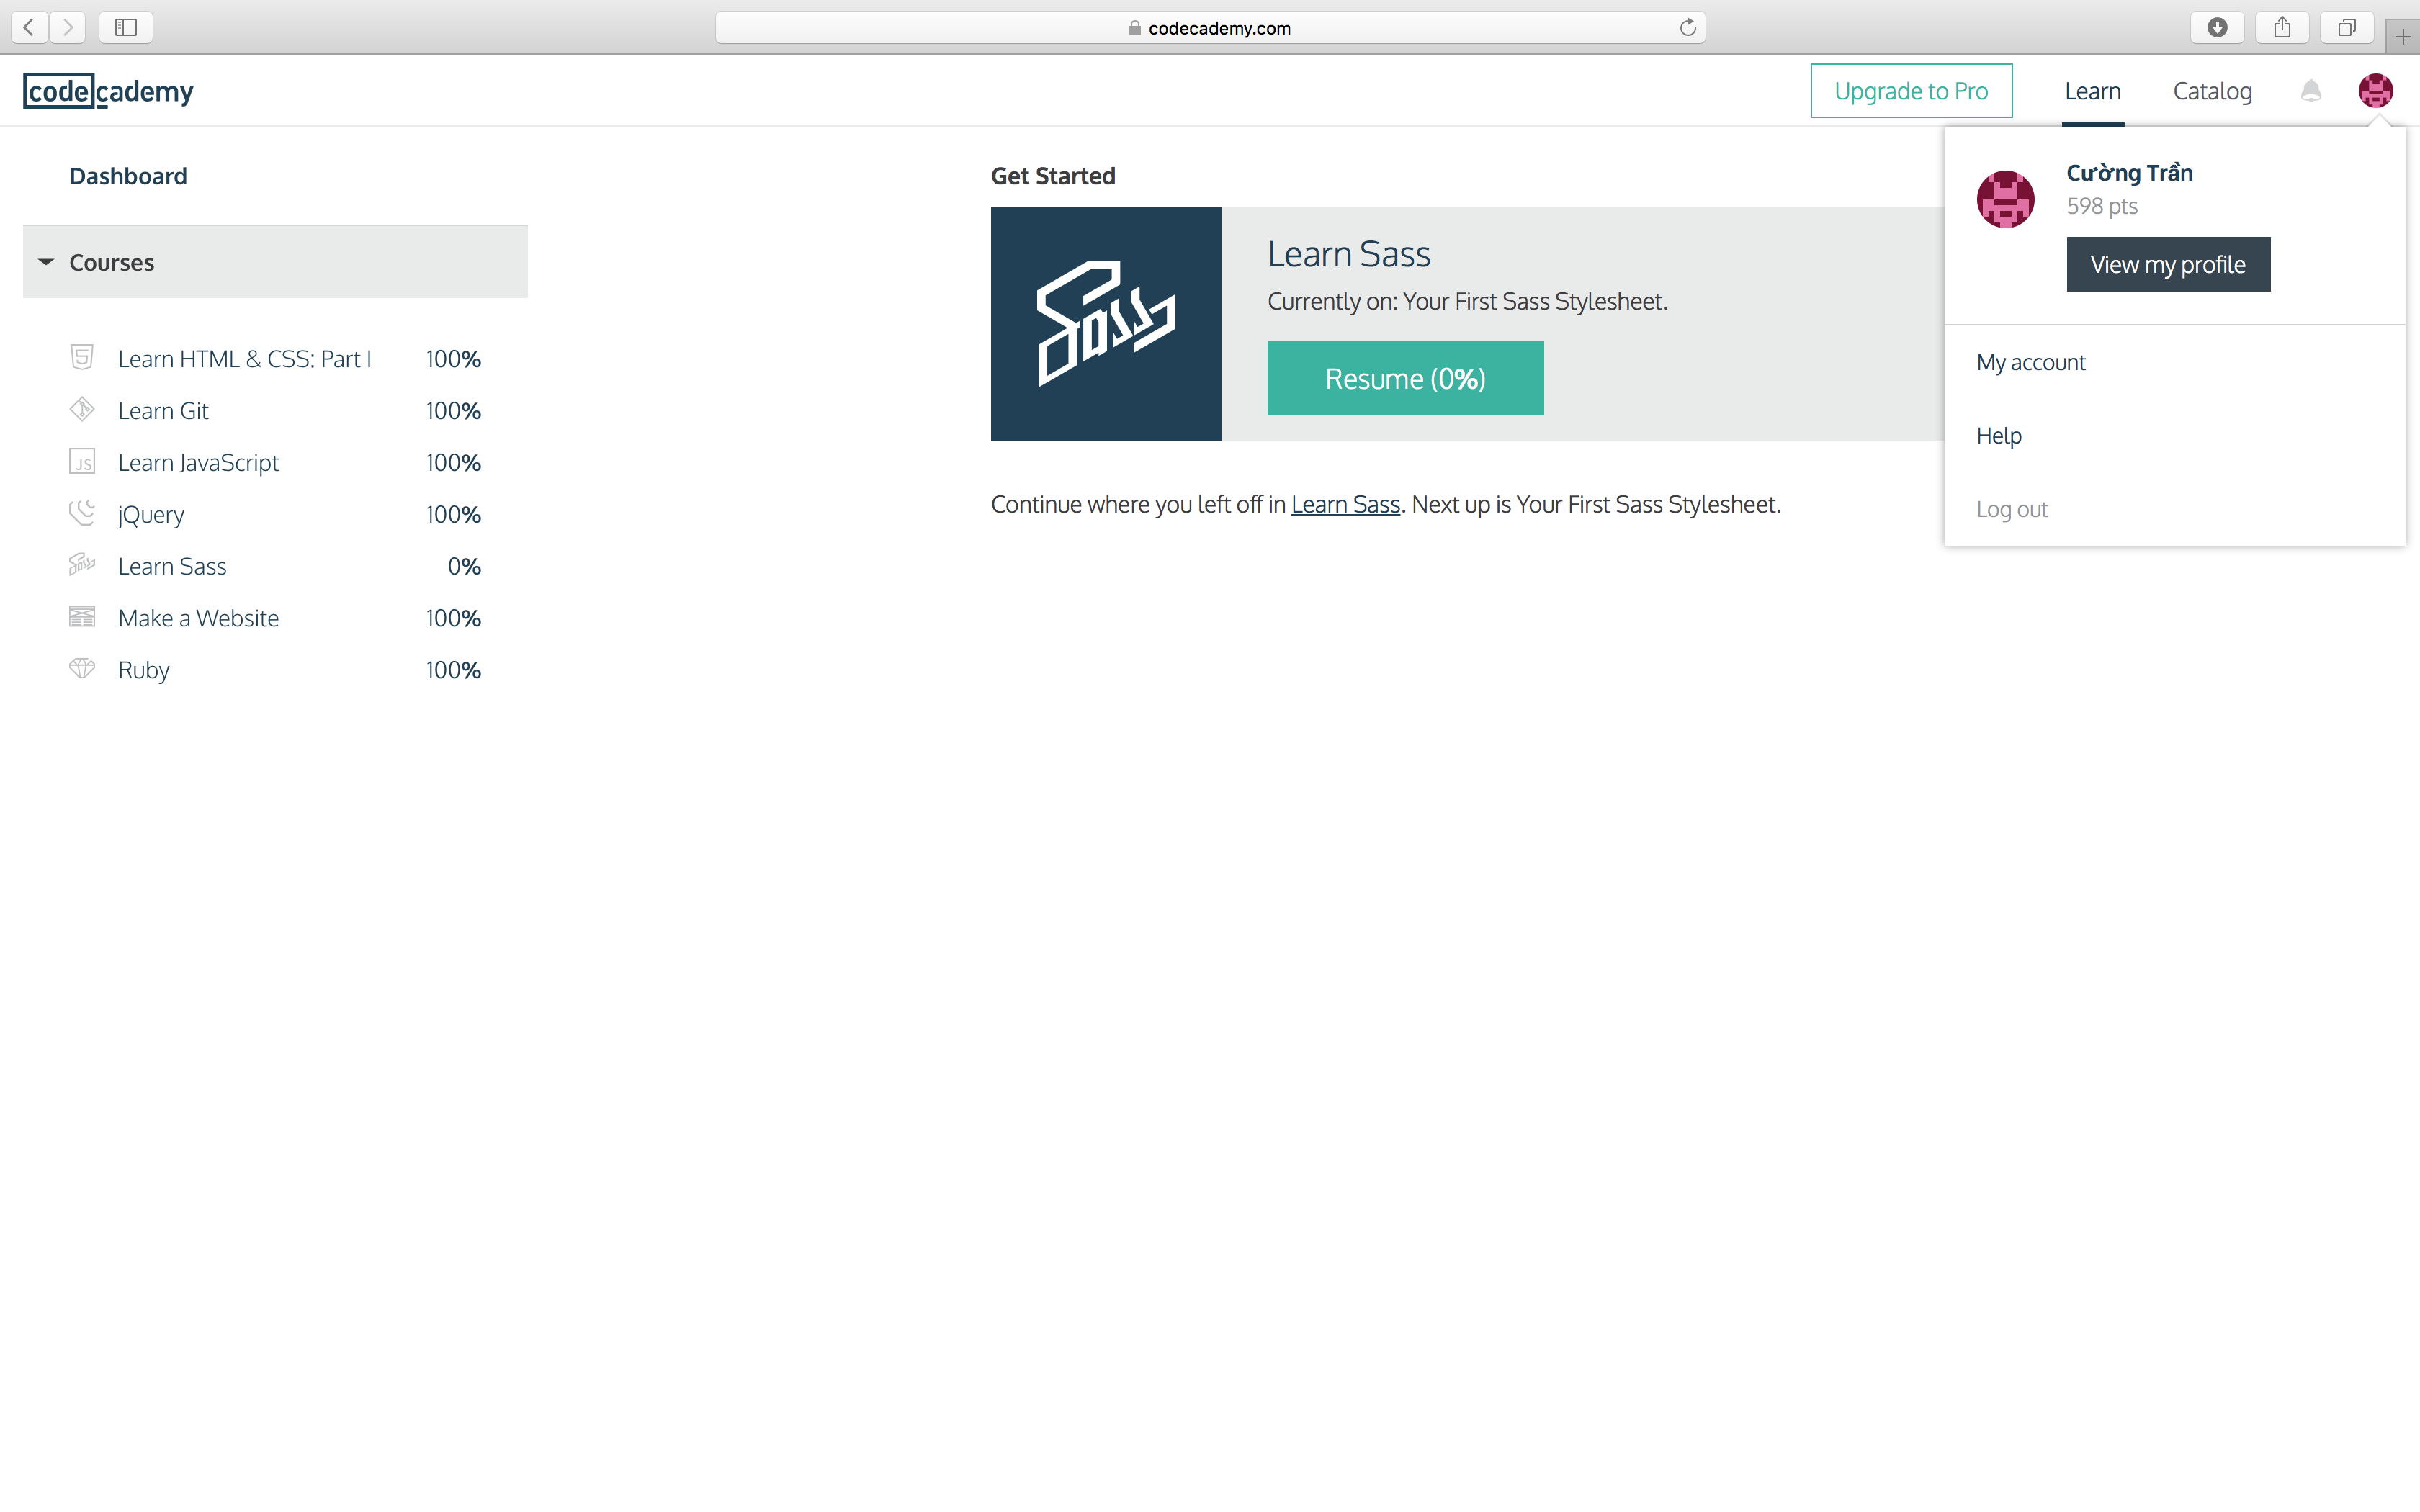 codecademy.com
codecademy
Upgrade to Pro
Learn
Catalog
Dashboard
Courses
Learn HTML & CSS: Part I 100%
Learn Git 100%
JS Learn JavaScript 100%
jQuery 100%
Sass Learn Sass 0%
Make a Website 100%
Ruby 100%
Get Started
Sass
Learn Sass
Currently on: Your First Sass Stylesheet.
Resume (0%)
Continue where you left off in Learn Sass. Next up is Your First Sass Stylesheet.
Cường Trần
598 pts
View my profile
My account
Help
Log out